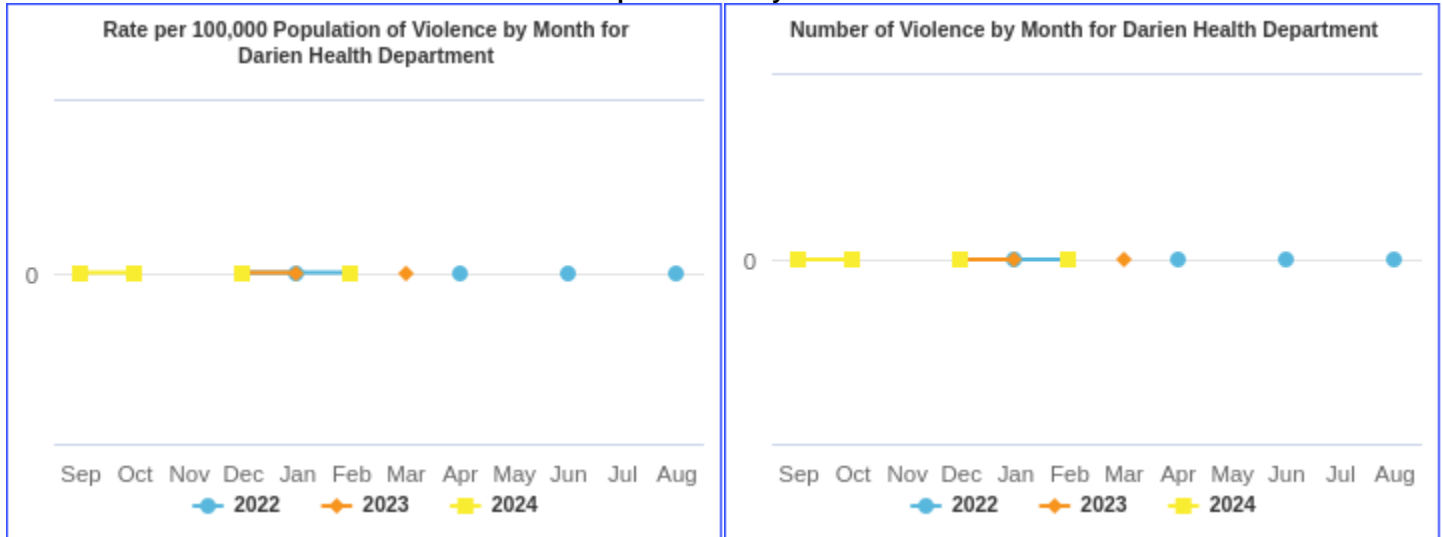 Rate per 100,000 Population of Violence by Month for
Darien Health Department
0
Sep Oct Nov Dec Jan Feb Mar Apr May Jun Jul Aug
2022 2023 2024
Number of Violence by Month for Darien Health Department
0
Sep Oct Nov Dec Jan Feb Mar Apr May Jun Jul Aug
2022 2023 2024